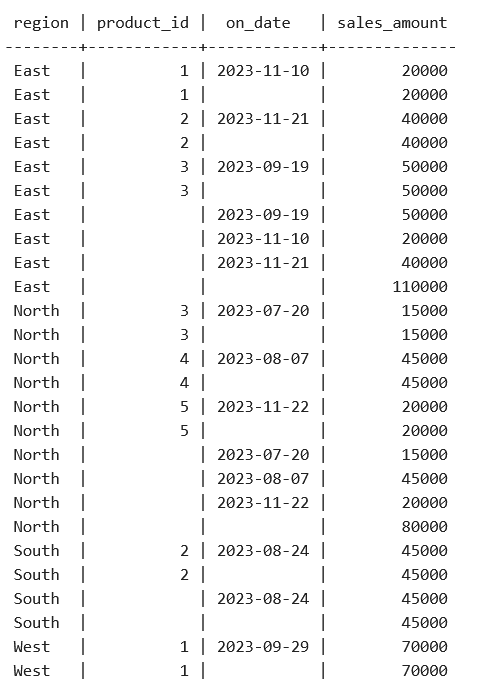 region | product_id |  on_date   | sales_amount
--------+------------+------------+--------------
 East   |          1 | 2023-11-10 |        20000
 East   |          1 |            |        20000
 East   |          2 | 2023-11-21 |        40000
 East   |          2 |            |        40000
 East   |          3 | 2023-09-19 |        50000
 East   |          3 |            |        50000
 East   |            | 2023-09-19 |        50000
 East   |            | 2023-11-10 |        20000
 East   |            | 2023-11-21 |        40000
 East   |            |            |       110000
 North  |          3 | 2023-07-20 |        15000
 North  |          3 |            |        15000
 North  |          4 | 2023-08-07 |        45000
 North  |          4 |            |        45000
 North  |          5 | 2023-11-22 |        20000
 North  |          5 |            |        20000
 North  |            | 2023-07-20 |        15000
 North  |            | 2023-08-07 |        45000
 North  |            | 2023-11-22 |        20000
 North  |            |            |        80000
 South  |          2 | 2023-08-24 |        45000
 South  |          2 |            |        45000
 South  |            | 2023-08-24 |        45000
 South  |            |            |        45000
 West   |          1 | 2023-09-29 |        70000
 West   |          1 |            |        70000